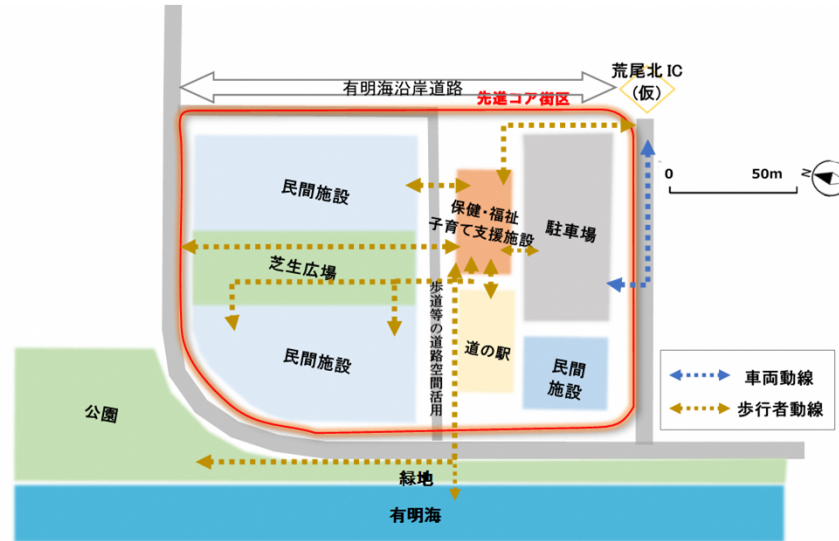 荒尾北 IC
(仮)
有明海沿岸道路
先進コア街区
0 50m
N
民間施設
保健・福祉
子育て支援施設
駐車場
芝生広場
歩道等の道路空間活用
民間施設
道の駅
民間
施設
車両動線
歩行者動線
公園
緑地
有明海